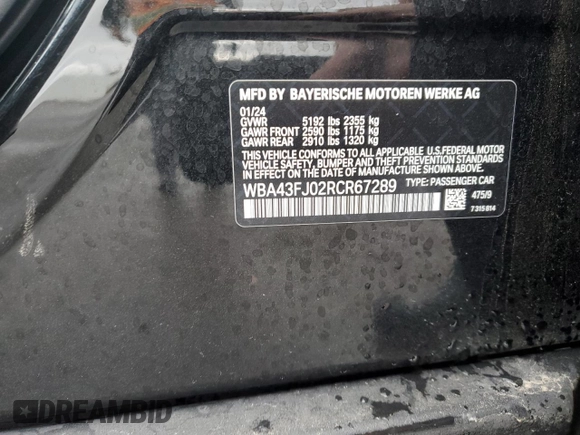 MFD BY BAYERISCHE MOTOREN WERKE AG
01/24
GVWR 5192 lbs 2355 kg
GAWR FRONT 2590 lbs 1175 kg
GAWR REAR 2910 lbs 1320 kg
THIS VEHICLE CONFORMS TO ALL APPLICABLE U.S.FEDERAL MOTOR
VEHICLE SAFETY, BUMPER,AND THEFT PREVENTION STANDARDS
IN EFFECT ON THE DATE OF MANUFACTURE SHOWN ABOVE.
WBA43FJ02RCR67289 TYPE: PASSENGER CAR
475/9
7 315 814
DREAMBID